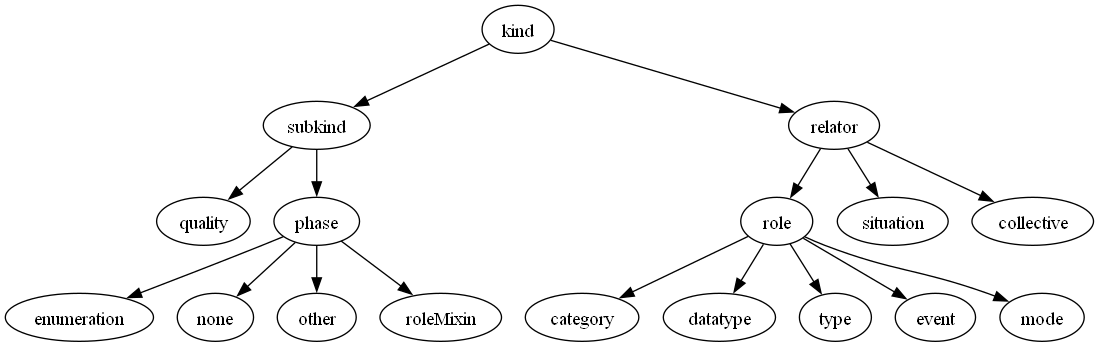 kind
subkind
relator
quality
phase
role
situation
collective
enumeration
none
other
roleMixin
category
datatype
type
event
mode